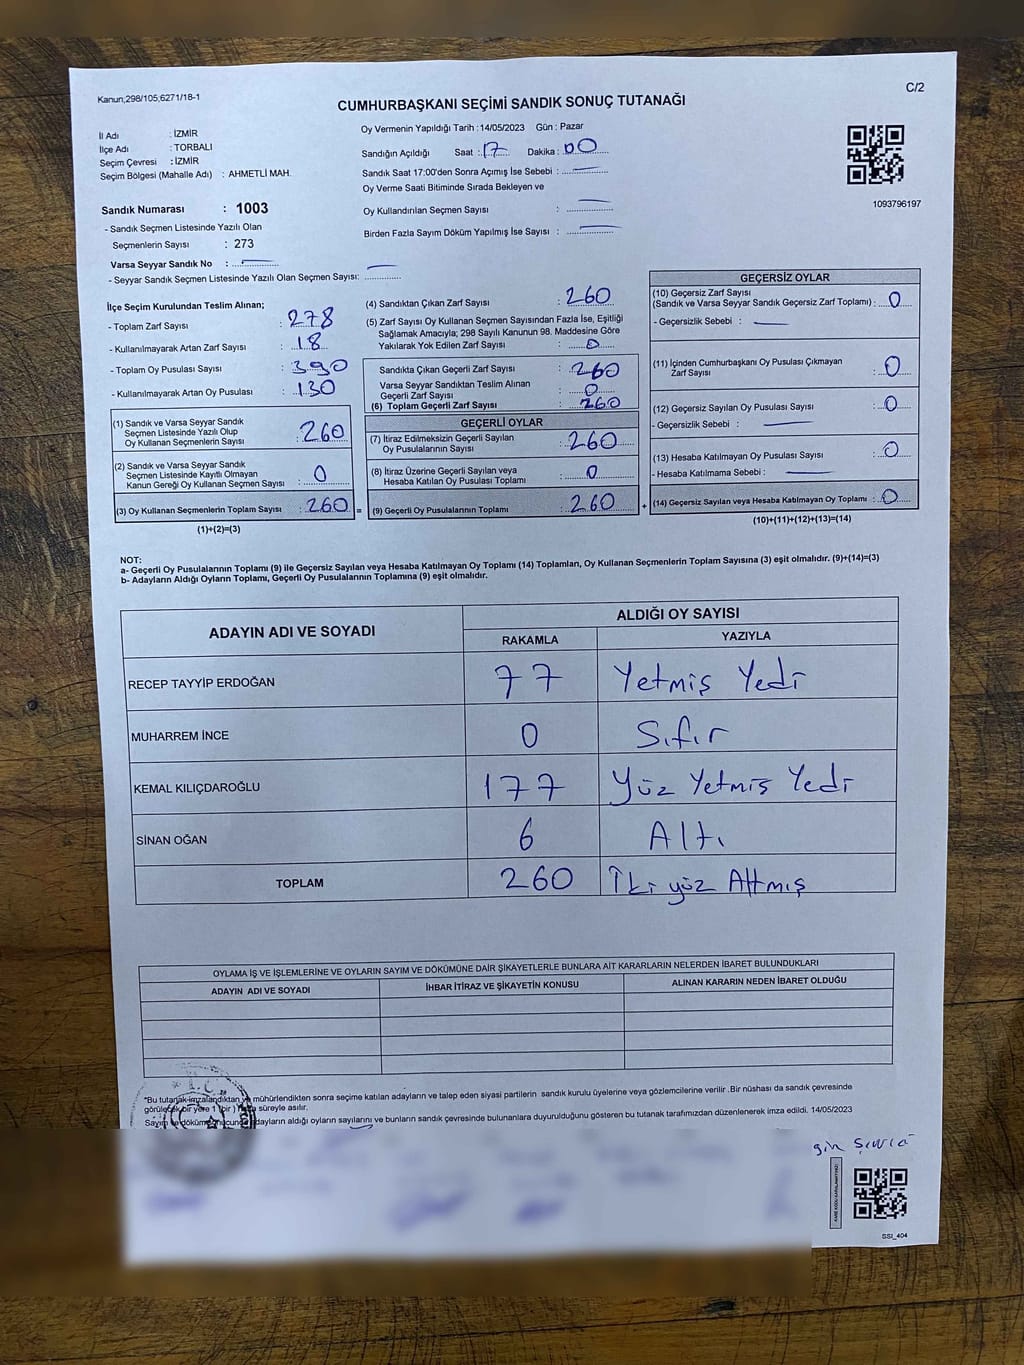 Kanun;298/105;6271/18-1
C/2
CUMHURBAŞKANI SEÇİMİ SANDIK SONUÇ TUTANAĞI
İl Adı : İZMİR
İlçe Adı : TORBALI
Seçim Çevresi : İZMİR
Seçim Bölgesi (Mahalle Adı) : AHMETLİ MAH.
Oy Vermenin Yapıldığı Tarih :14/05/2023 Gün : Pazar
Sandığın Açıldığı Saat : 17 Dakika : 00
Sandık Saat 17:00'den Sonra Açımış İse Sebebi :
Oy Verme Saati Bitiminde Sırada Bekleyen ve
Oy Kullandırılan Seçmen Sayısı :
Birden Fazla Sayım Döküm Yapılmış İse Sayısı :
1093796197
Sandık Numarası : 1003
- Sandık Seçmen Listesinde Yazılı Olan
Seçmenlerin Sayısı : 273
Varsa Seyyar Sandık No :
- Seyyar Sandık Seçmen Listesinde Yazılı Olan Seçmen Sayısı:
İlçe Seçim Kurulundan Teslim Alınan;
- Toplam Zarf Sayısı : 278
- Kullanılmayarak Artan Zarf Sayısı : 18
- Toplam Oy Pusulası Sayısı : 390
- Kullanılmayarak Artan Oy Pusulası : 130
(1) Sandık ve Varsa Seyyar Sandık
Seçmen Listesinde Yazılı Olup
Oy Kullanan Seçmenlerin Sayısı : 260
(2) Sandık ve Varsa Seyyar Sandık
Seçmen Listesinde Kayıtlı Olmayan
Kanun Gereği Oy Kullanan Seçmen Sayısı : 0
(3) Oy Kullanan Seçmenlerin Toplam Sayısı : 260 =
(1)+(2)=(3)
(4) Sandıktan Çıkan Zarf Sayısı : 260
(5) Zarf Sayısı Oy Kullanan Seçmen Sayısından Fazla İse, Eşitliği
Sağlamak Amacıyla; 298 Sayılı Kanunun 98. Maddesine Göre
Yakılarak Yok Edilen Zarf Sayısı : 0
Sandıkta Çıkan Geçerli Zarf Sayısı : 260
Varsa Seyyar Sandıktan Teslim Alınan
Geçerli Zarf Sayısı : 0
(6) Toplam Geçerli Zarf Sayısı : 260
GEÇERLİ OYLAR
(7) İtiraz Edilmeksizin Geçerli Sayılan
Oy Pusulalarının Sayısı : 260
(8) İtiraz Üzerine Geçerli Sayılan veya
Hesaba Katılan Oy Pusulası Toplamı : 0
(9) Geçerli Oy Pusulalarının Toplamı : 260 +
GEÇERSİZ OYLAR
(10) Geçersiz Zarf Sayısı
(Sandık ve Varsa Seyyar Sandık Geçersiz Zarf Toplamı) : 0
- Geçersizlik Sebebi :
(11) İçinden Cumhurbaşkanı Oy Pusulası Çıkmayan
Zarf Sayısı : 0
(12) Geçersiz Sayılan Oy Pusulası Sayısı : 0
- Geçersizlik Sebebi :
(13) Hesaba Katılmayan Oy Pusulası Sayısı : 0
- Hesaba Katılmama Sebebi :
(14) Geçersiz Sayılan veya Hesaba Katılmayan Oy Toplamı : 0
(10)+(11)+(12)+(13)=(14)
NOT:
a- Geçerli Oy Pusulalarının Toplamı (9) ile Geçersiz Sayılan veya Hesaba Katılmayan Oy Toplamı (14) Toplamları, Oy Kullanan Seçmenlerin Toplam Sayısına (3) eşit olmalıdır. (9)+(14)=(3)
b- Adayların Aldığı Oyların Toplamı, Geçerli Oy Pusulalarının Toplamına (9) eşit olmalıdır.
ADAYIN ADI VE SOYADI
ALDIĞI OY SAYISI
RAKAMLA YAZIYLA
RECEP TAYYİP ERDOĞAN 77 Yetmiş Yedi
MUHARREM İNCE 0 Sıfır
KEMAL KILIÇDAROĞLU 177 Yüz Yetmiş Yedi
SİNAN OĞAN 6 Altı
TOPLAM 260 İki yüz Altmış
OYLAMA İŞ VE İŞLEMLERİNE VE OYLARIN SAYIM VE DÖKÜMÜNE DAİR ŞİKAYETLERLE BUNLARA AİT KARARLARIN NELERDEN İBARET BULUNDUKLARI
ADAYIN ADI VE SOYADI İHBAR İTİRAZ VE ŞİKAYETİN KONUSU ALINAN KARARIN NEDEN İBARET OLDUĞU
*Bu tutanak imzalandıktan ve mühürlendikten sonra seçime katılan adayların ve talep eden siyasi partilerin sandık kurulu üyelerine veya gözlemcilerine verilir .Bir nüshası da sandık çevresinde
görülecek bir yere 1 (bir) hafta süreyle asılır.
Sayım ve döküm sonucunda adayların aldığı oyların sayılarını ve bunların sandık çevresinde bulunanlara duyurulduğunu gösteren bu tutanak tarafımızdan düzenlenerek imza edildi. 14/05/2023
T.C.
SSI_404